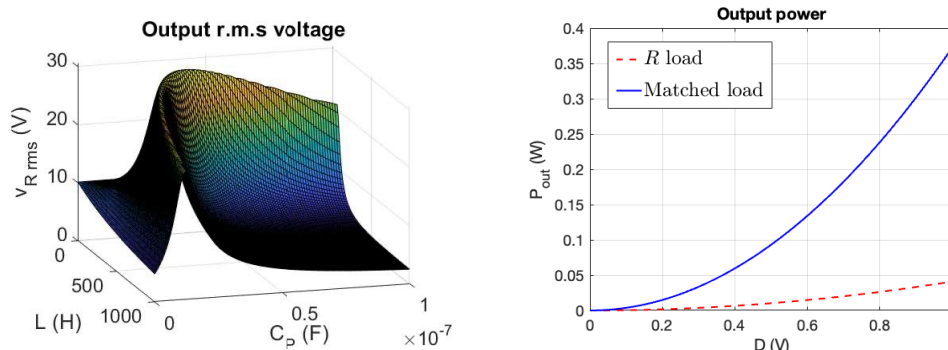 Output r.m.s voltage
30
20
10
0
v_R rms (V)
0
500
1000
L (H)
0
0.5
1
× 10^-7
C_P (F)
Output power
0.4
0.35
0.3
0.25
0.2
0.15
0.1
0.05
0
P_out (W)
R load
Matched load
0
0.2
0.4
0.6
0.8
D (V)